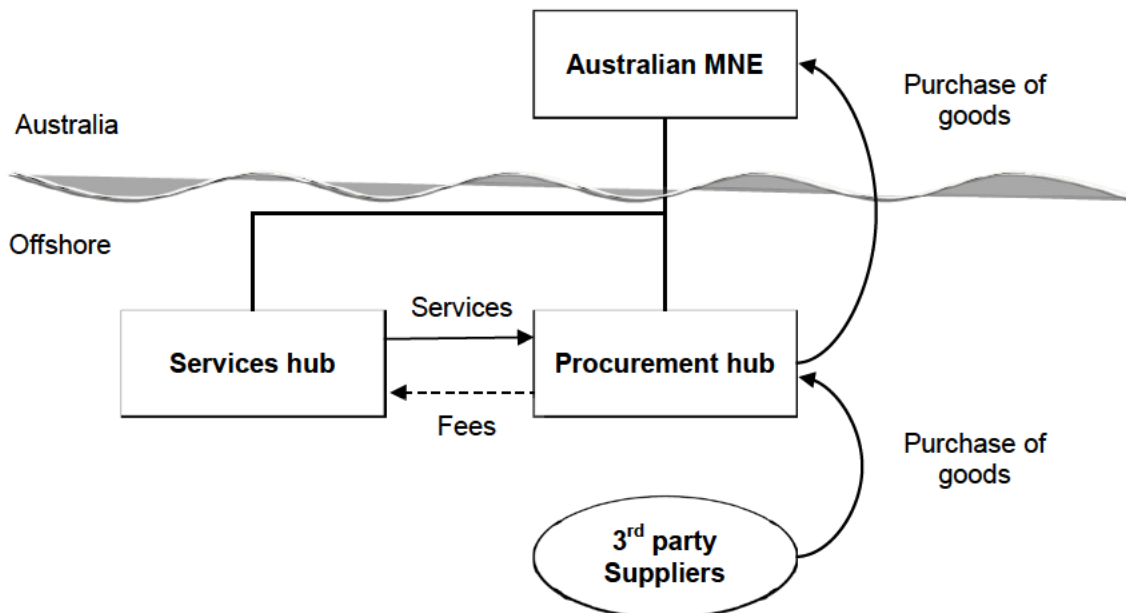 Australian MNE
Purchase of
goods
Australia
Offshore
Services
Services hub
Procurement hub
Fees
Purchase of
goods
3rd party
Suppliers